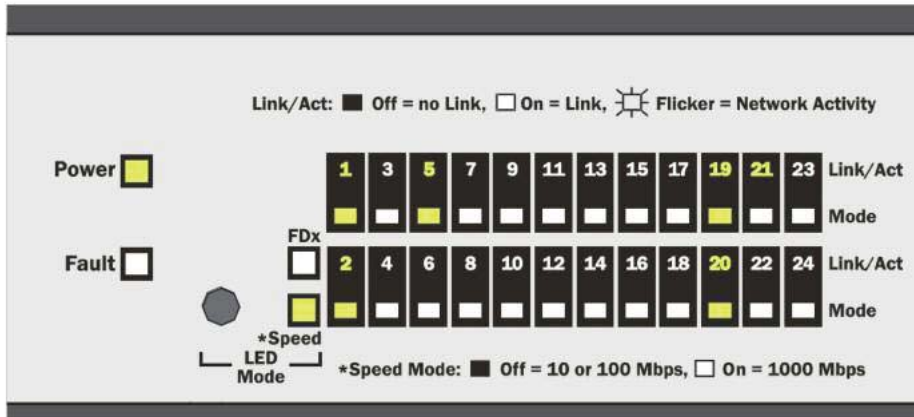 Link/Act: Off = no Link, On = Link, Flicker = Network Activity
Power
1 3 5 7 9 11 13 15 17 19 21 23 Link/Act
Mode
FDx
Fault
2 4 6 8 10 12 14 16 18 20 22 24 Link/Act
Mode
*Speed
LED
Mode
*Speed Mode: Off = 10 or 100 Mbps, On = 1000 Mbps